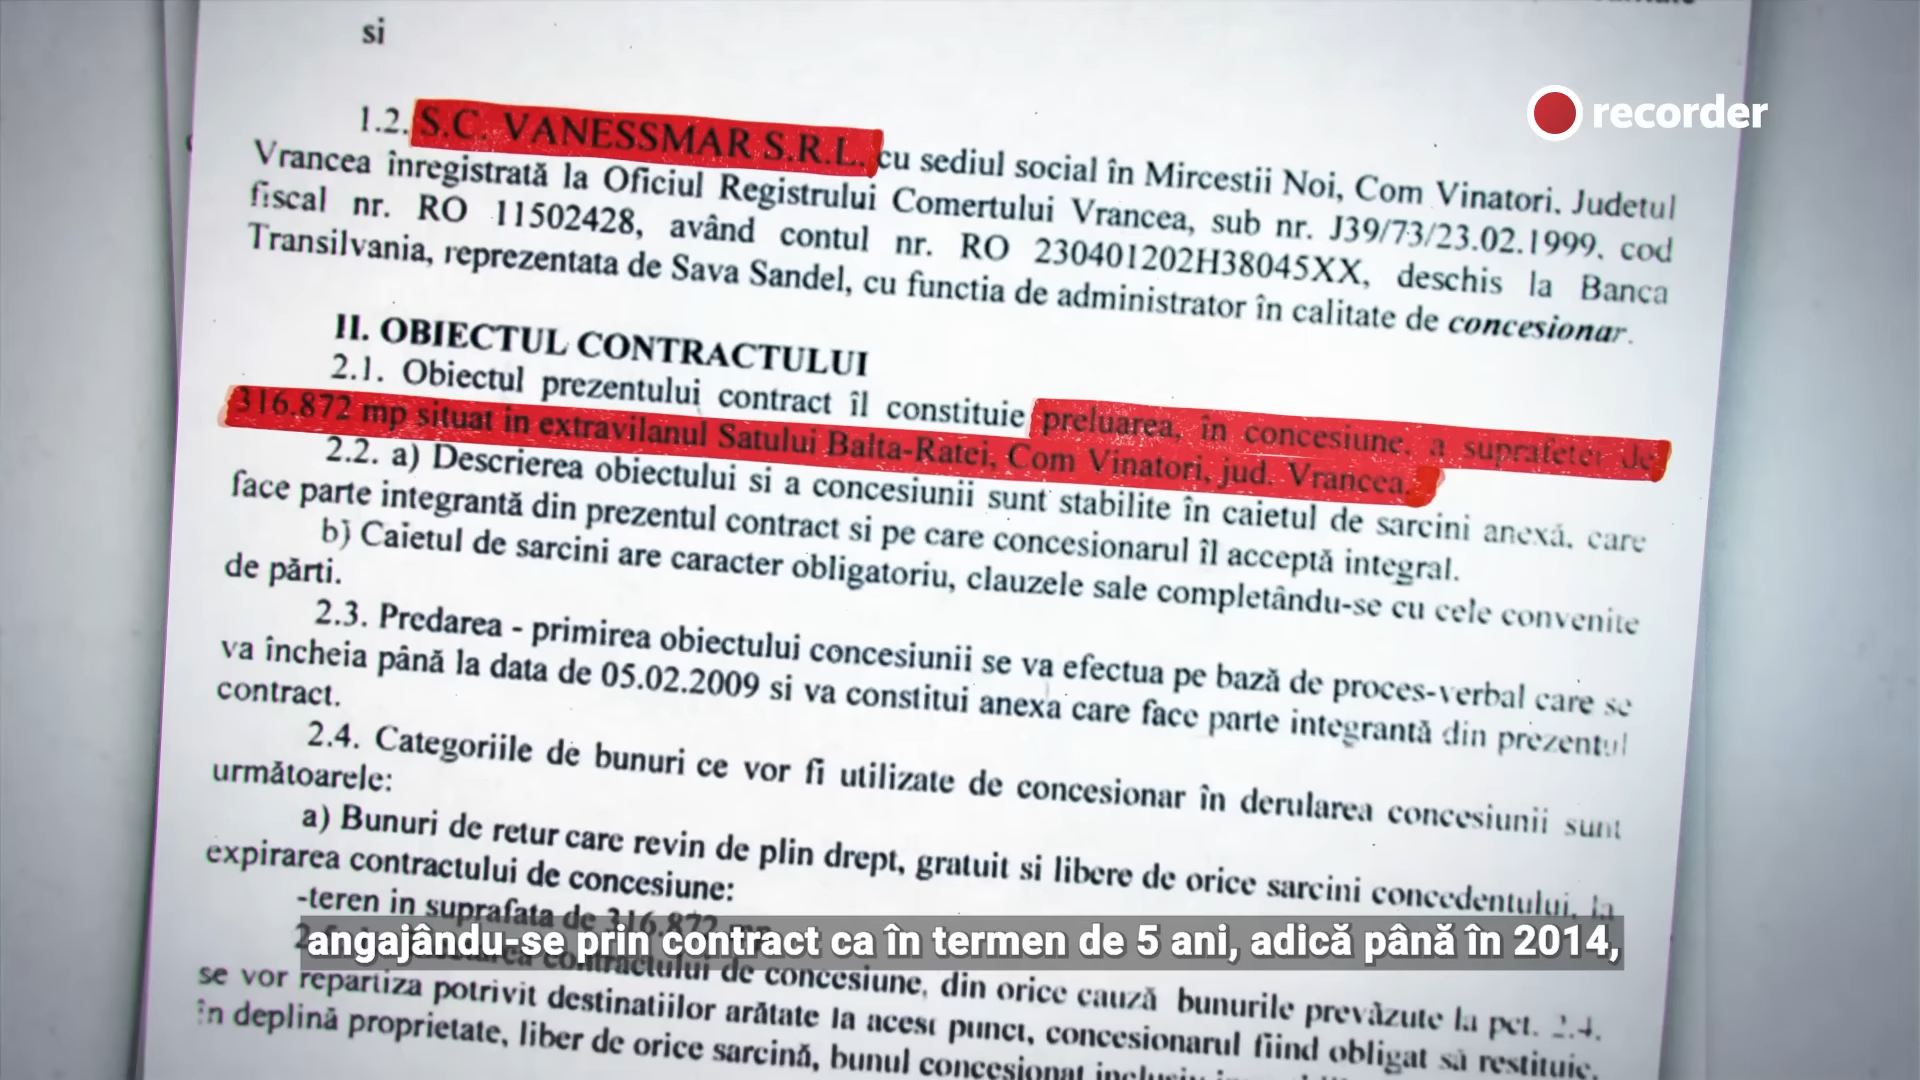 si
recorder
1.2. S.C. VANESSMAR S.R.L. cu sediul social în Mircestii Noi, Com Vinatori. Judetul
Vrancea înregistrată la Oficiul Registrului Comertului Vrancea, sub nr. J39/73/23.02.1999. cod
fiscal nr. RO 11502428, având contul nr. RO 230401202H38045XX, deschis la Banca
Transilvania, reprezentata de Sava Sandel, cu functia de administrator în calitate de concesionar.
II. OBIECTUL CONTRACTULUI
2.1. Obiectul prezentului contract îl constituie preluarea, în concesiune, a suprafetei de
316.872 mp situat in extravilanul Satului Balta-Ratei, Com Vinatori, jud. Vrancea.
2.2. a) Descrierea obiectului si a concesiunii sunt stabilite în caietul de sarcini anexă, care
face parte integrantă din prezentul contract si pe care concesionarul îl acceptă integral.
b) Caietul de sarcini are caracter obligatoriu, clauzele sale completându-se cu cele convenite
de părti.
2.3. Predarea - primirea obiectului concesiunii se va efectua pe bază de proces-verbal care se
va încheia până la data de 05.02.2009 si va constitui anexa care face parte integrantă din prezentul
contract.
2.4. Categoriile de bunuri ce vor fi utilizate de concesionar în derularea concesiunii sunt
următoarele:
a) Bunuri de retur care revin de plin drept, gratuit si libere de orice sarcini concedentului, la
expirarea contractului de concesiune:
-teren in suprafata de 316.872 mp
angajându-se prin contract ca în termen de 5 ani, adică până în 2014,
contractului de concesiune, din orice cauză bunurile prevăzute la pct. 2.4.
se vor repartiza potrivit destinatiilor arătate la acest punct, concesionarul fiind obligat să restituie,
în deplină proprietate, liber de orice sarcină, bunul concesionat